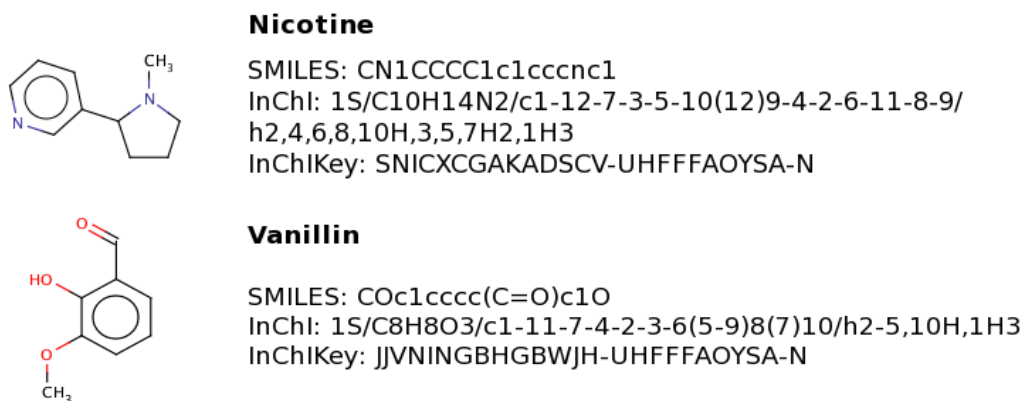 Nicotine
CH3
N
N
SMILES: CN1CCCC1c1cccnc1
InChI: 1S/C10H14N2/c1-12-7-3-5-10(12)9-4-2-6-11-8-9/
h2,4,6,8,10H,3,5,7H2,1H3
InChIKey: SNICXCGAKADSCV-UHFFFAOYSA-N
O
HO
O
CH3
Vanillin
SMILES: COc1cccc(C=O)c1O
InChI: 1S/C8H8O3/c1-11-7-4-2-3-6(5-9)8(7)10/h2-5,10H,1H3
InChIKey: JJVNINGBHGBWJH-UHFFFAOYSA-N